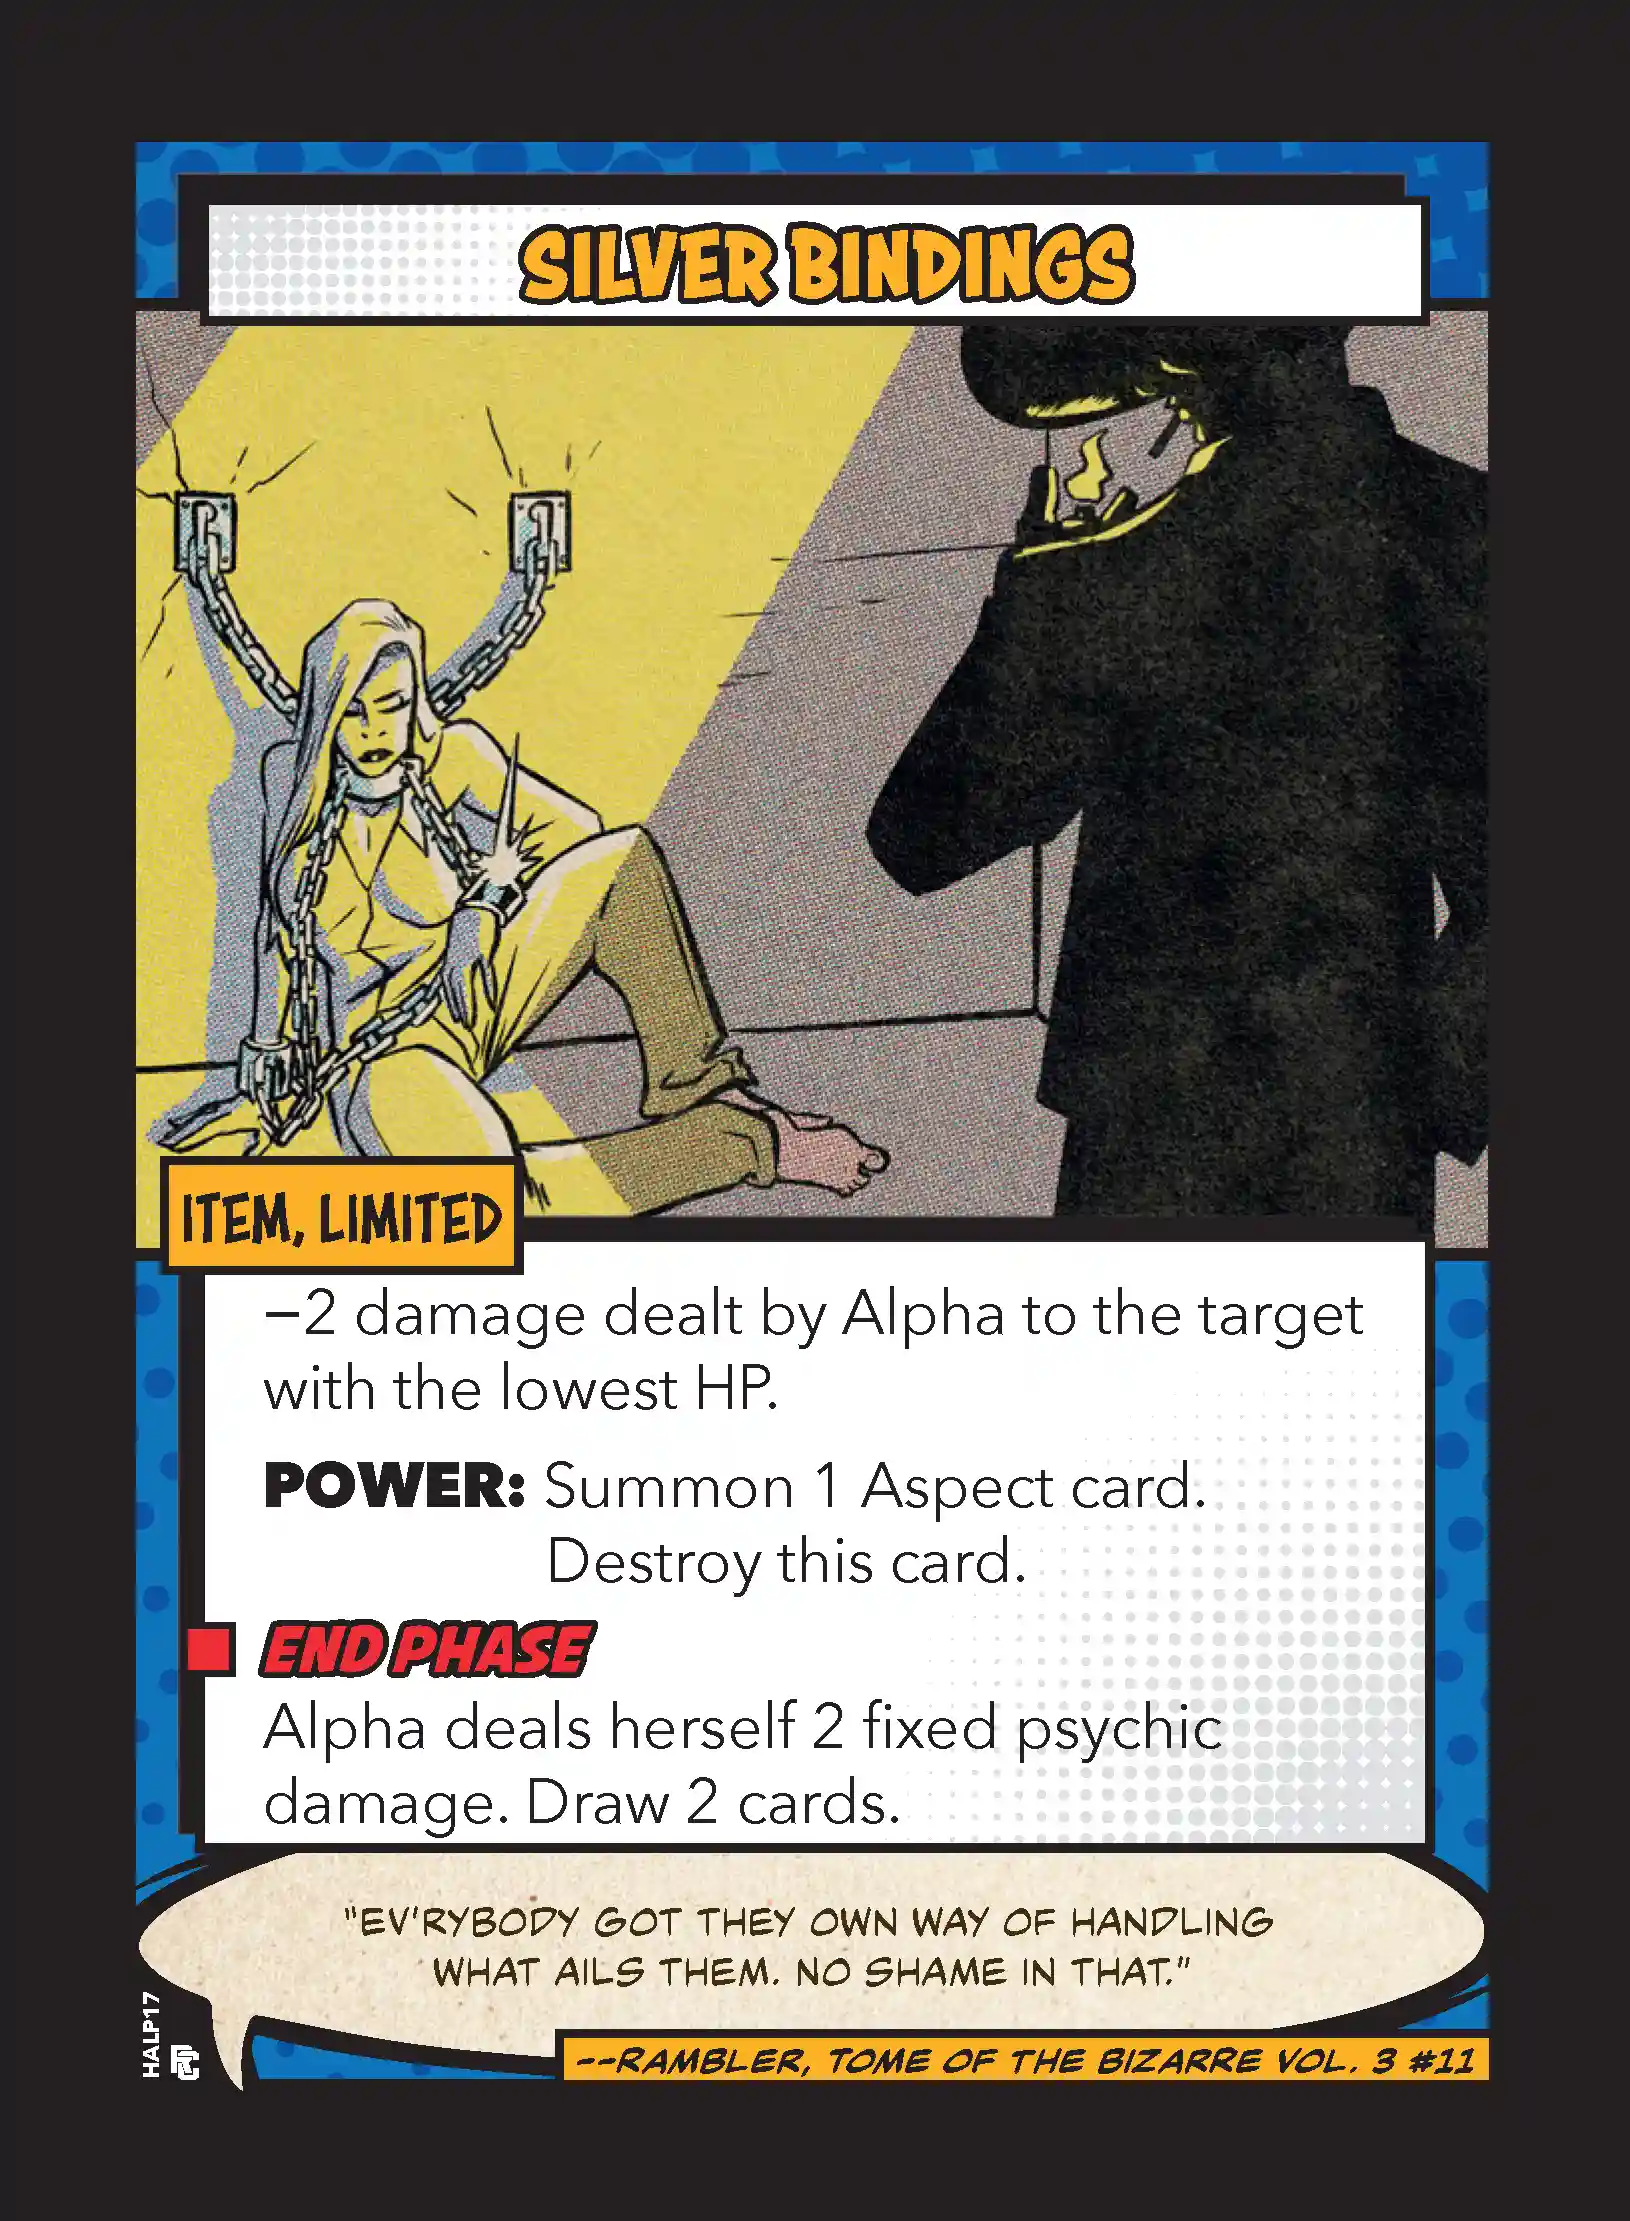 SILVER BINDINGS
ITEM, LIMITED
−2 damage dealt by Alpha to the target
with the lowest HP.
POWER: Summon 1 Aspect card.
Destroy this card.
END PHASE
Alpha deals herself 2 fixed psychic
damage. Draw 2 cards.
"EV'RYBODY GOT THEY OWN WAY OF HANDLING
WHAT AILS THEM. NO SHAME IN THAT."
--RAMBLER, TOME OF THE BIZARRE VOL. 3 #11
HALP17